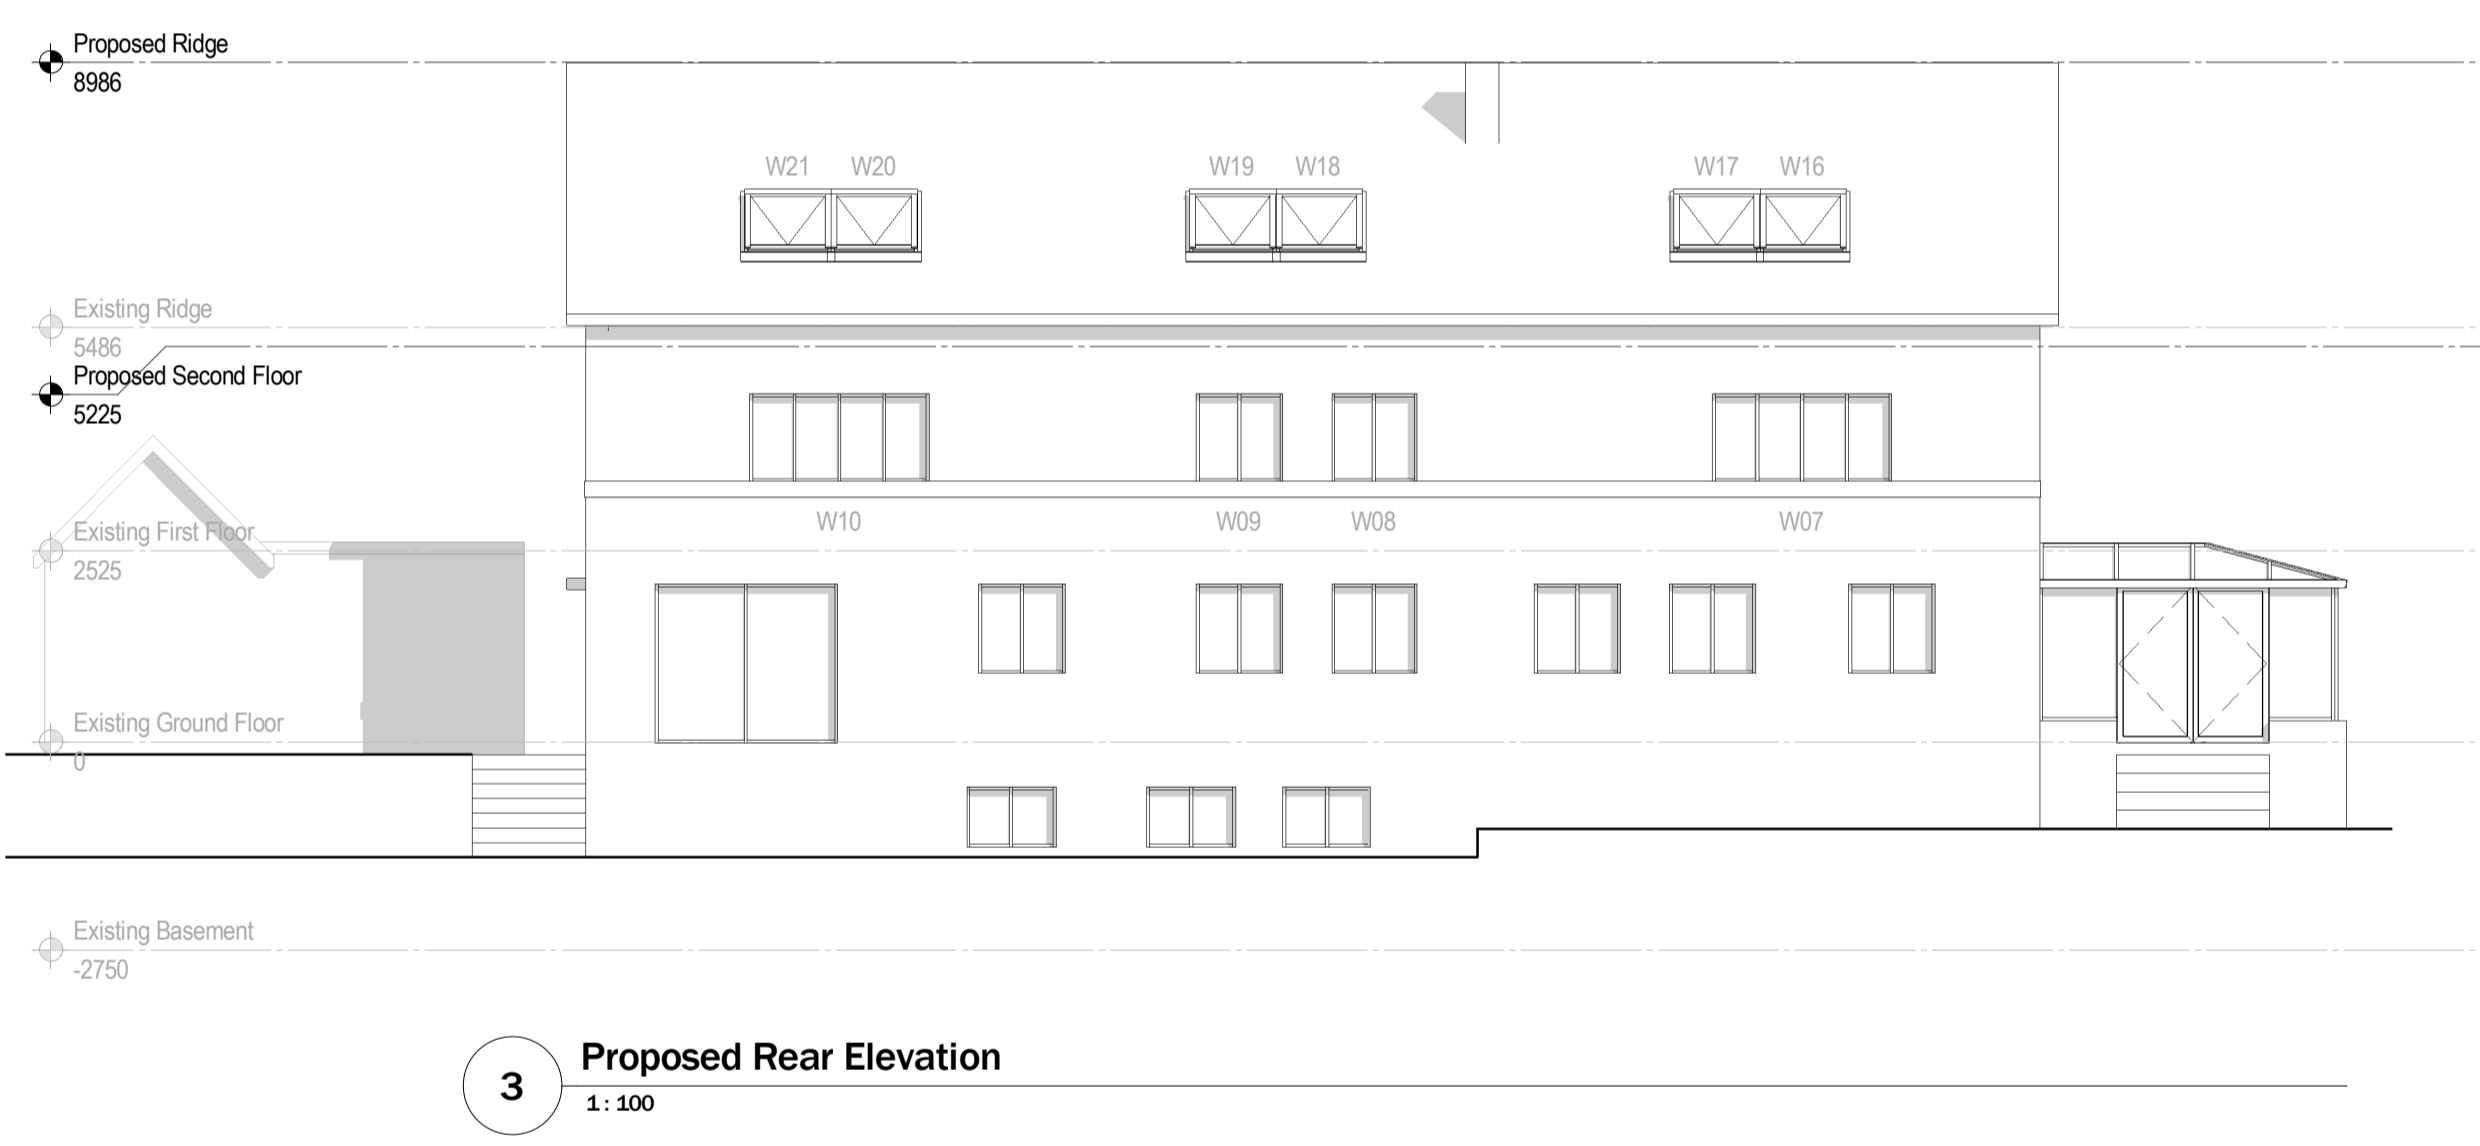 Proposed Ridge
8986
W21 W20 W19 W18 W17 W16
Existing Ridge
5486
Proposed Second Floor
5225
W10 W09 W08 W07
Existing First Floor
2525
Existing Ground Floor
0
Existing Basement
-2750
3 Proposed Rear Elevation
1 : 100